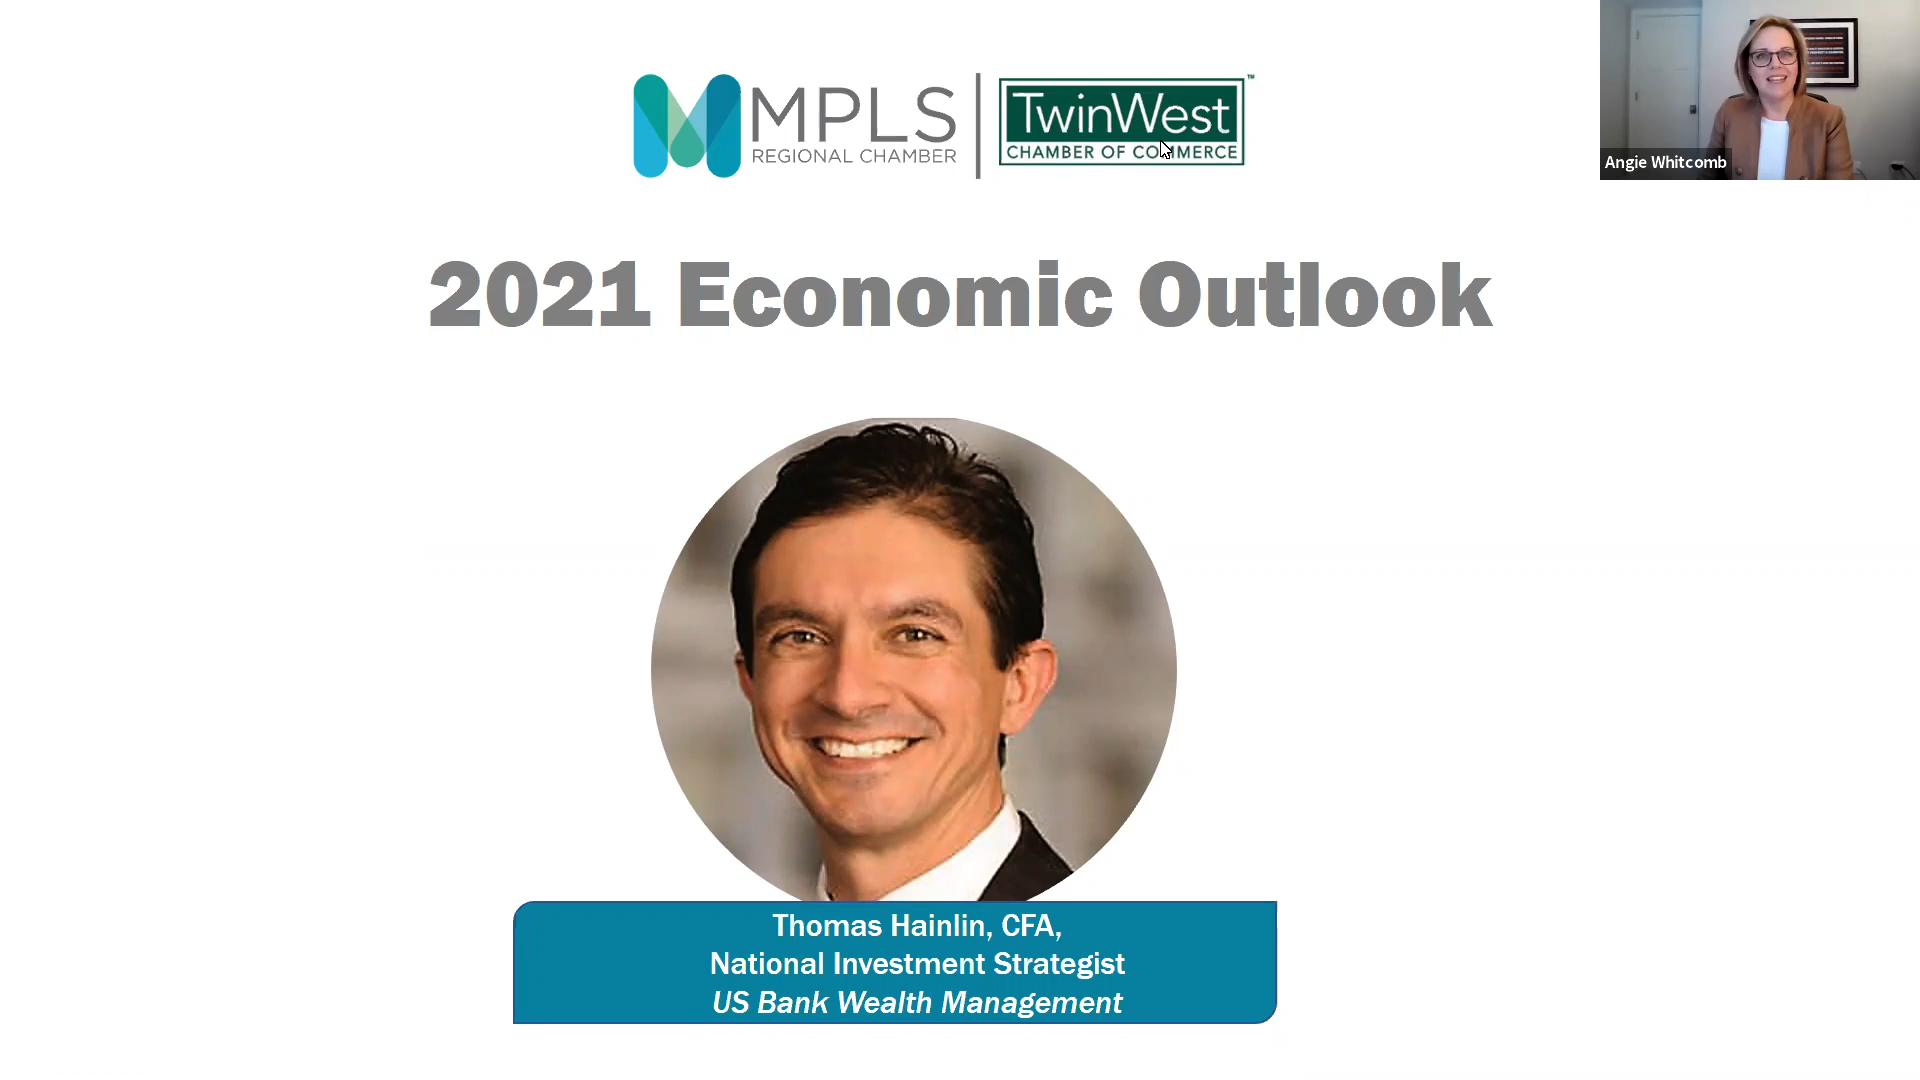 MPLS
REGIONAL CHAMBER
TwinWest
CHAMBER OF COMMERCE
™
Angie Whitcomb
2021 Economic Outlook
Thomas Hainlin, CFA,
National Investment Strategist
US Bank Wealth Management